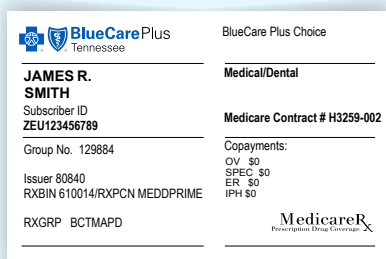 BlueCare Plus
Tennessee
JAMES R.
SMITH
Subscriber ID
ZEU123456789
Group No. 129884
Issuer 80840
RXBIN 610014/RXPCN MEDDPRIME
RXGRP BCTMAPD
BlueCare Plus Choice
Medical/Dental
Medicare Contract # H3259-002
Copayments:
OV $0
SPEC $0
ER $0
IPH $0
MedicareRx
Prescription Drug Coverage